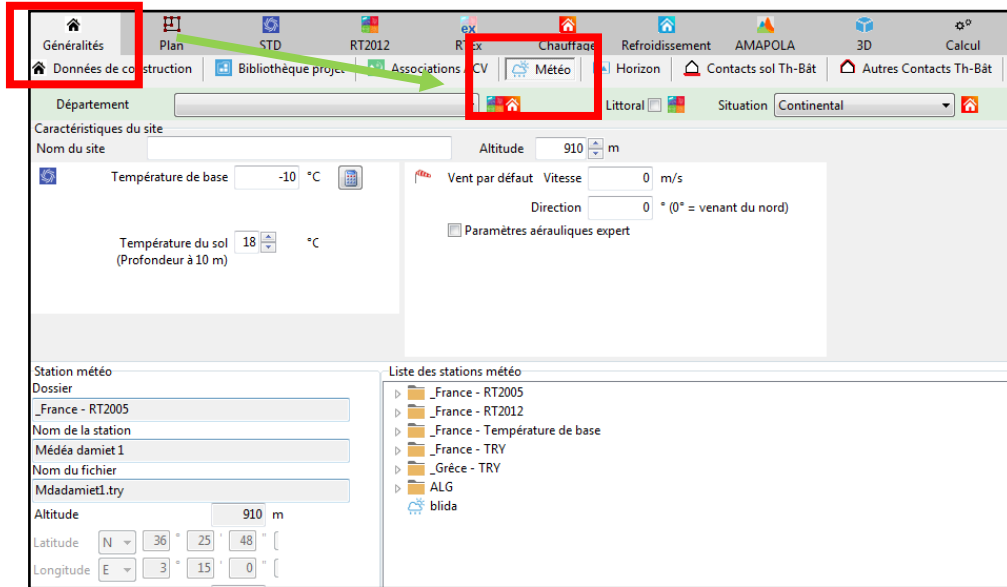 Généralités Plan STD RT2012 RTEx Chauffage Refroidissement AMAPOLA 3D Calcul
Données de construction Bibliothèque projet Associations ACV Météo Horizon Contacts sol Th-Bât Autres Contacts Th-Bât
Département Littoral Situation Continental
Caractéristiques du site
Nom du site Altitude 910 m
Température de base -10 °C Vent par défaut Vitesse 0 m/s
Direction 0 ° (0° = venant du nord)
Paramètres aérauliques expert
Température du sol 18 °C
(Profondeur à 10 m)
Station météo Liste des stations météo
Dossier
_France - RT2005
_France - RT2005
_France - RT2012
Nom de la station
_France - Température de base
Médéa damiet 1
_France - TRY
Nom du fichier
_Grèce - TRY
Mdadamiet1.try
ALG
Altitude 910 m
blida
Latitude N 36 ° 25 ' 48 "
Longitude E 3 ° 15 ' 0 "